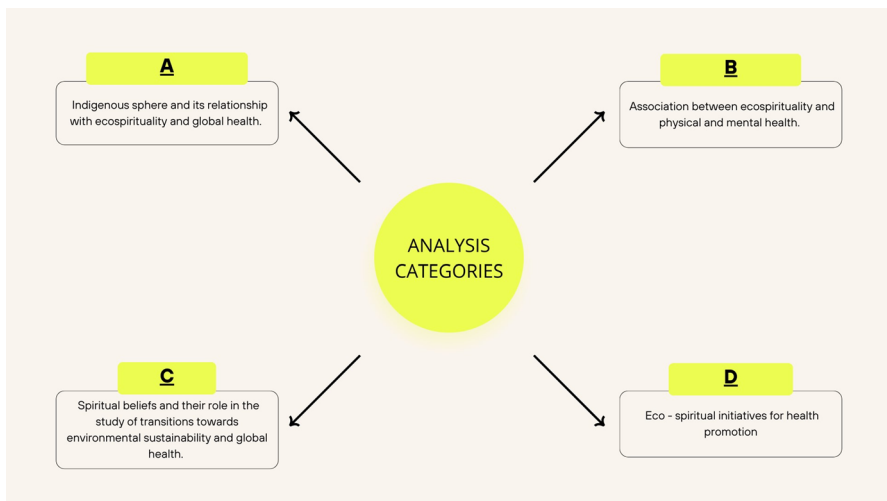 A
Indigenous sphere and its relationship
with ecospirituality and global health.
B
Association between ecospirituality and
physical and mental health.
ANALYSIS
CATEGORIES
C
Spiritual beliefs and their role in the
study of transitions towards
environmental sustainability and global
health.
D
Eco - spiritual initiatives for health
promotion